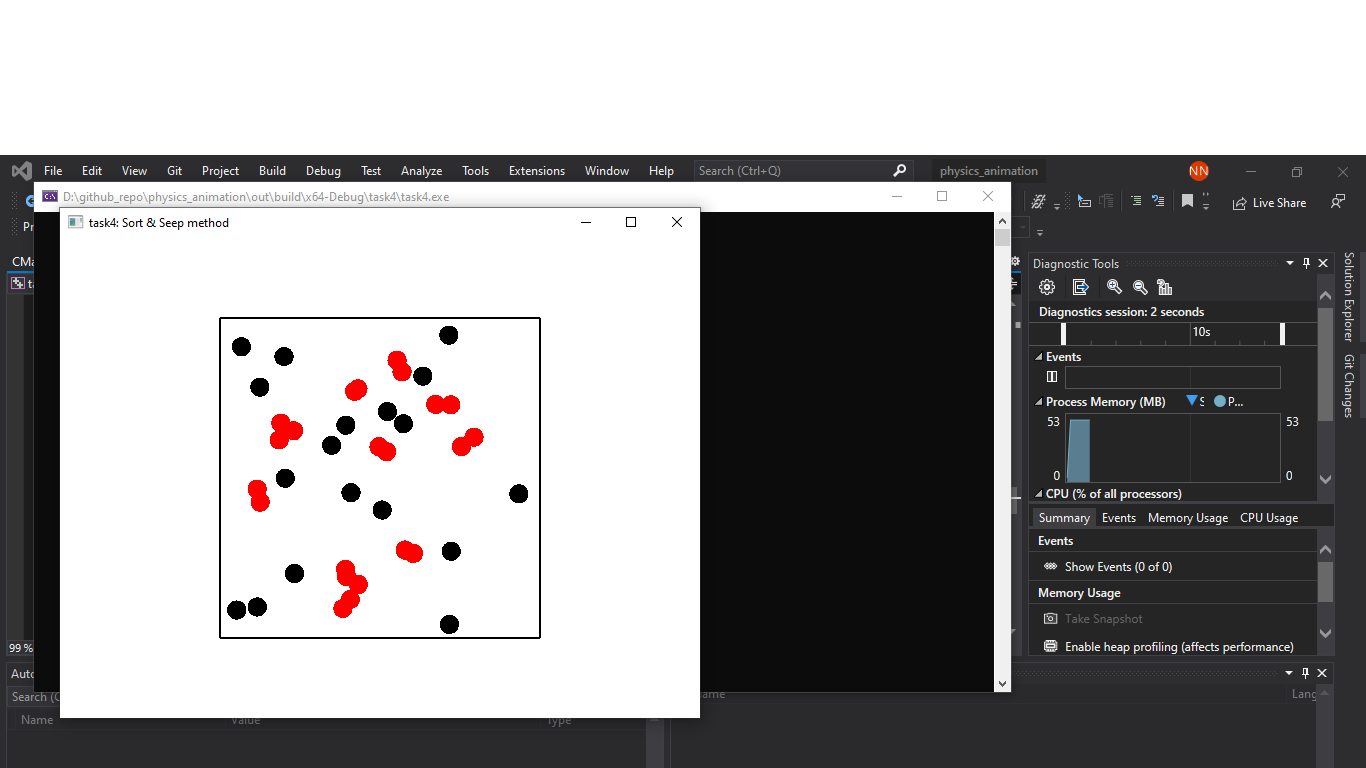 File Edit View Git Project Build Debug Test Analyze Tools Extensions Window Help Search (Ctrl+Q) physics_animation NN
D:\github_repo\physics_animation\out\build\x64-Debug\task4\task4.exe
Live Share
task4: Sort & Seep method
Diagnostic Tools
Diagnostics session: 2 seconds
10s
Events
Process Memory (MB) S P...
53 53
0 0
CPU (% of all processors)
Summary Events Memory Usage CPU Usage
Events
Show Events (0 of 0)
Memory Usage
Take Snapshot
Enable heap profiling (affects performance)
Solution Explorer
Git Changes
99 %
Search (C
Name Value Type
Lang